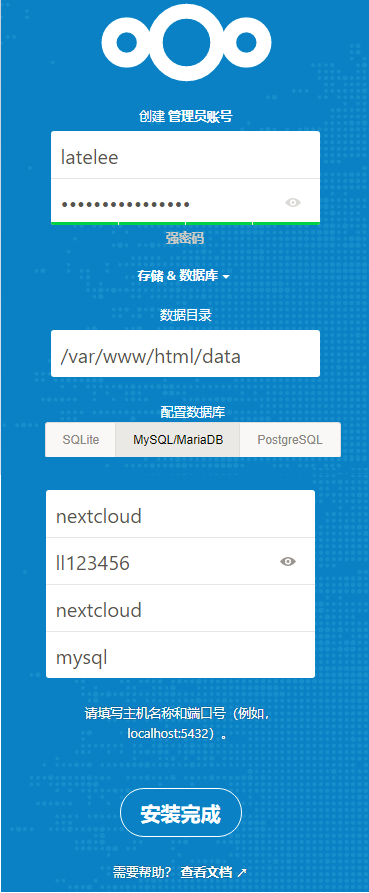 创建 管理员账号
latelee
••••••••••••••••
强密码
存储 & 数据库
数据目录
/var/www/html/data
配置数据库
SQLite MySQL/MariaDB PostgreSQL
nextcloud
ll123456
nextcloud
mysql
请填写主机名称和端口号（例如，
localhost:5432）。
安装完成
需要帮助？ 查看文档 ↗